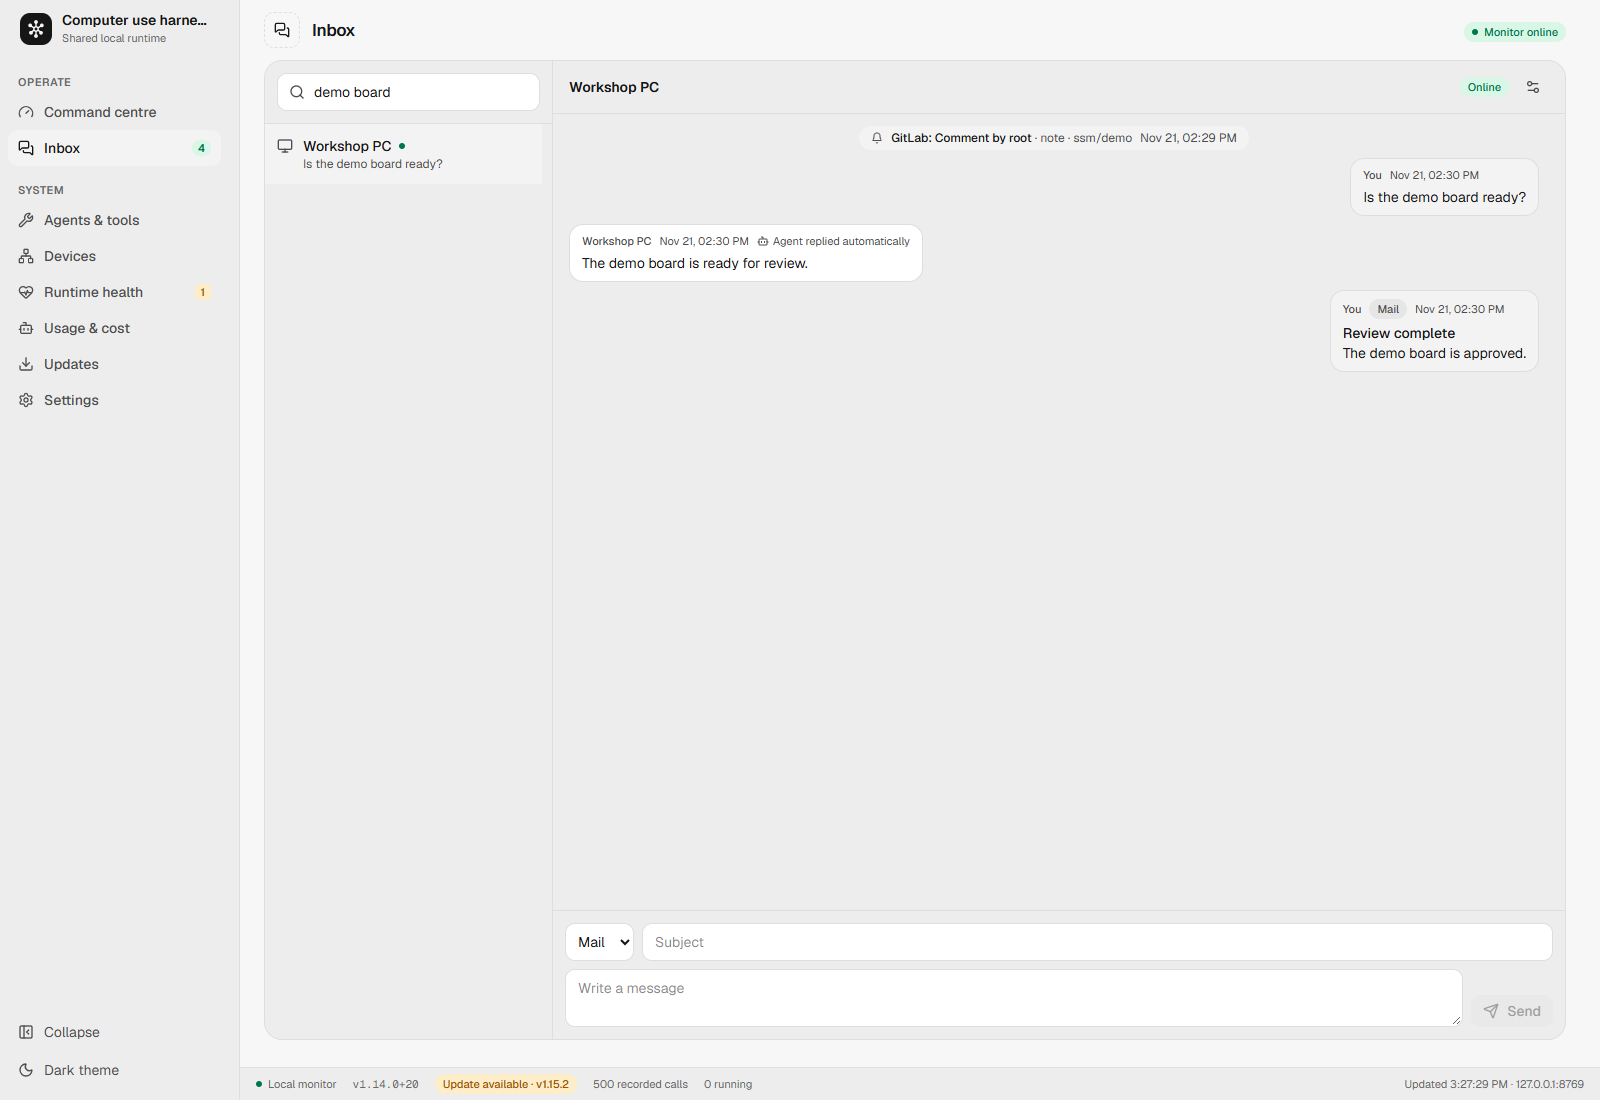 Computer use harne...
Shared local runtime
OPERATE
Command centre
Inbox 4
SYSTEM
Agents & tools
Devices
Runtime health 1
Usage & cost
Updates
Settings
Collapse
Dark theme
Inbox
Monitor online
demo board
Workshop PC
Is the demo board ready?
Workshop PC
Online
GitLab: Comment by root · note · ssm/demo Nov 21, 02:29 PM
You Nov 21, 02:30 PM
Is the demo board ready?
Workshop PC Nov 21, 02:30 PM Agent replied automatically
The demo board is ready for review.
You Mail Nov 21, 02:30 PM
Review complete
The demo board is approved.
Mail Subject
Write a message
Send
Local monitor v1.14.0+20 Update available · v1.15.2 500 recorded calls 0 running Updated 3:27:29 PM · 127.0.0.1:8769